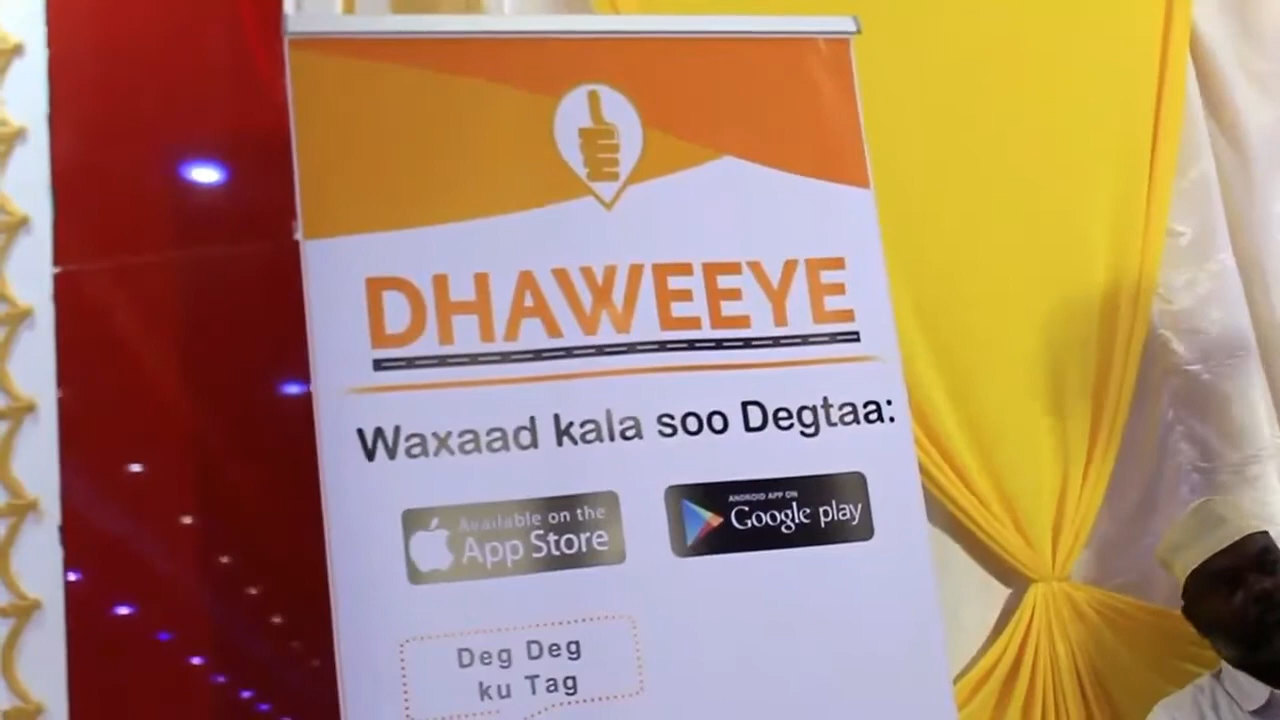 DHAWEEYE
Waxaad kala soo Degtaa:
Available on the
App Store
ANDROID APP ON
Google play
Deg Deg
ku Tag